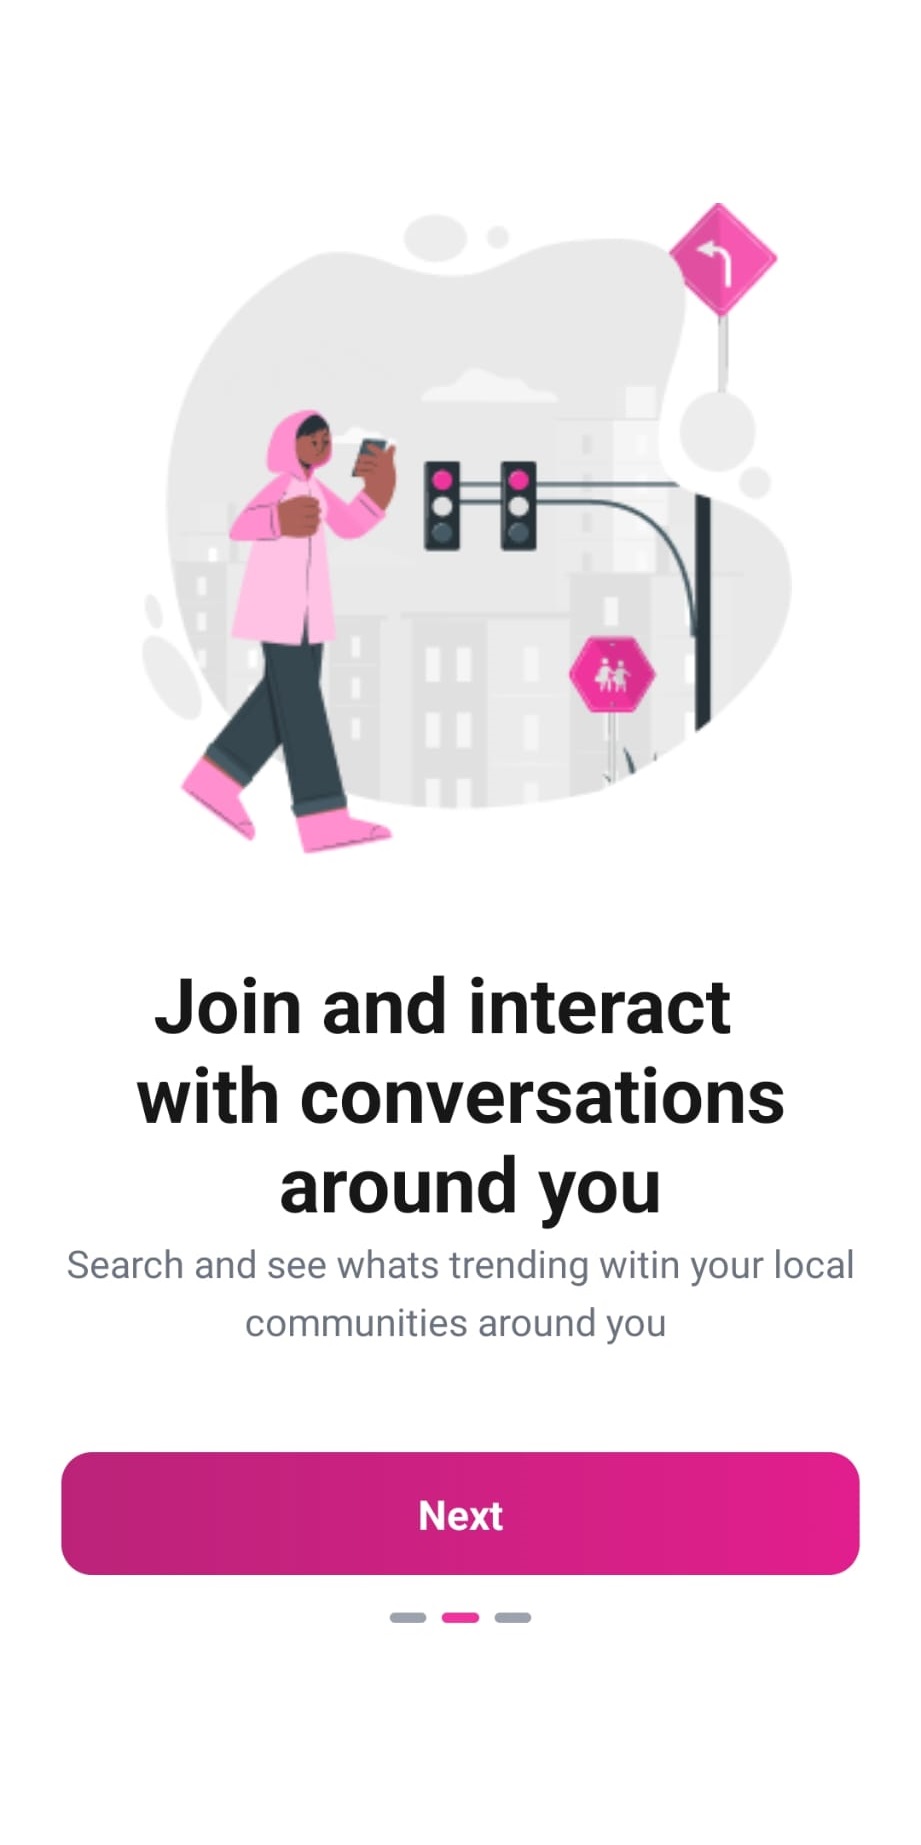 Join and interact
with conversations
around you
Search and see whats trending witin your local
communities around you
Next